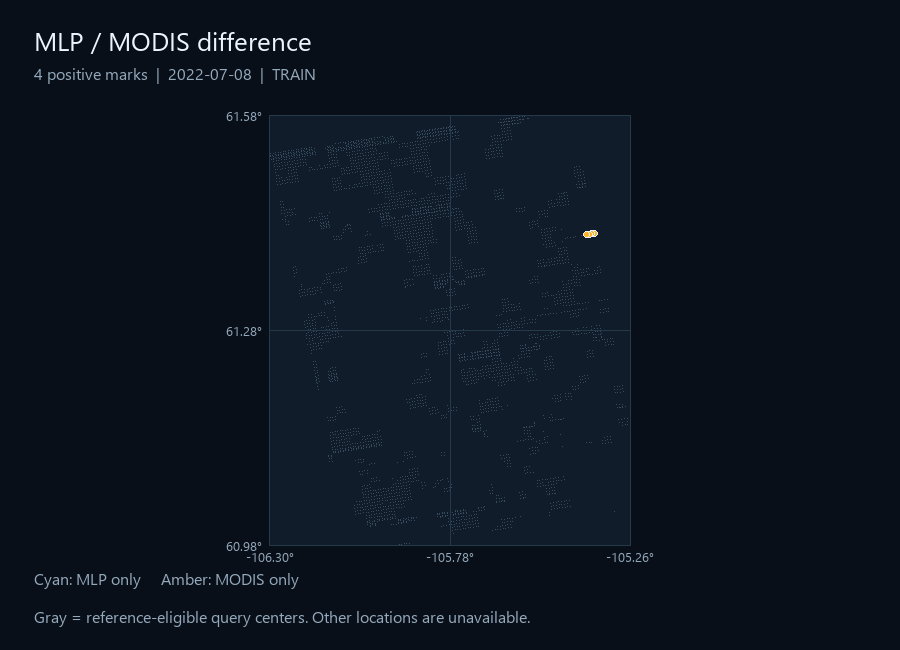 MLP / MODIS difference
4 positive marks | 2022-07-08 | TRAIN
61.58°
61.28°
60.98°
-106.30° -105.78° -105.26°
Cyan: MLP only Amber: MODIS only
Gray = reference-eligible query centers. Other locations are unavailable.